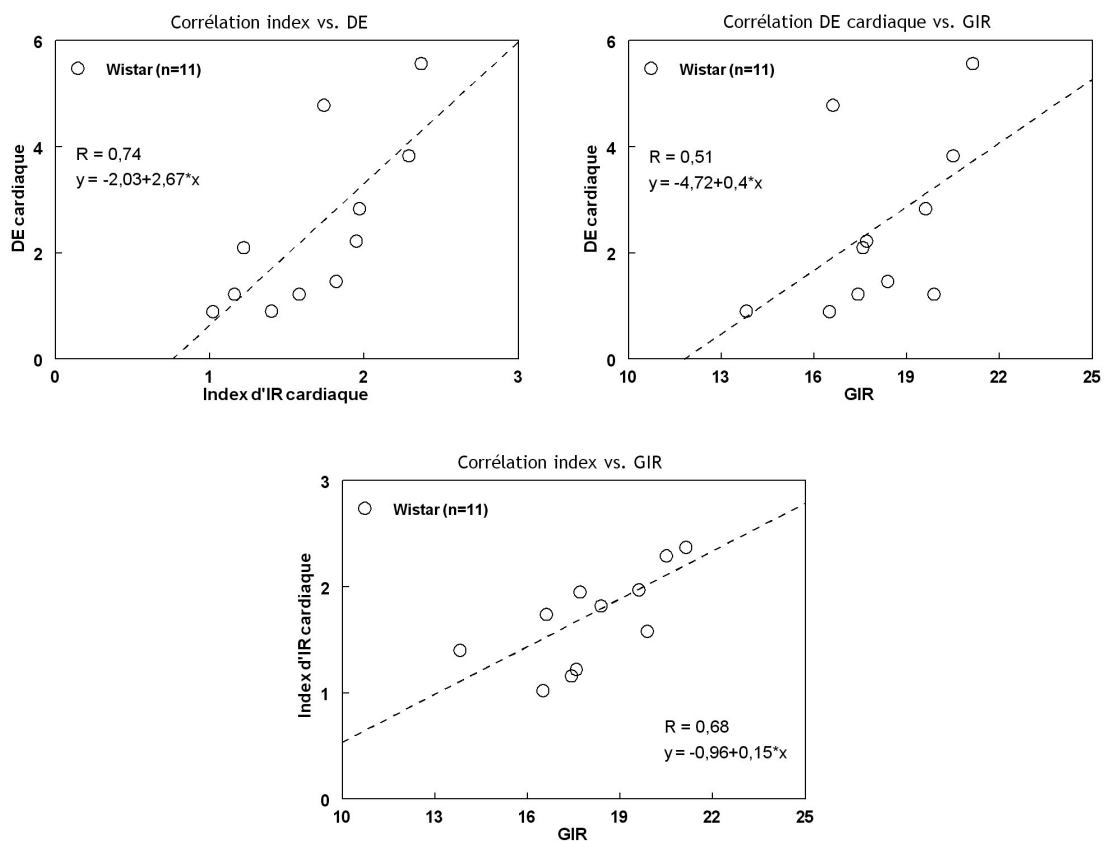 Corrélation index vs. DE
6
4
2
0
DE cardiaque
Wistar (n=11)
R = 0,74
y = -2,03+2,67*x
0 1 2 3
Index d'IR cardiaque
Corrélation DE cardiaque vs. GIR
6
4
2
0
DE cardiaque
Wistar (n=11)
R = 0,51
y = -4,72+0,4*x
10 13 16 19 22 25
GIR
Corrélation index vs. GIR
3
2
1
0
Index d'IR cardiaque
Wistar (n=11)
R = 0,68
y = -0,96+0,15*x
10 13 16 19 22 25
GIR